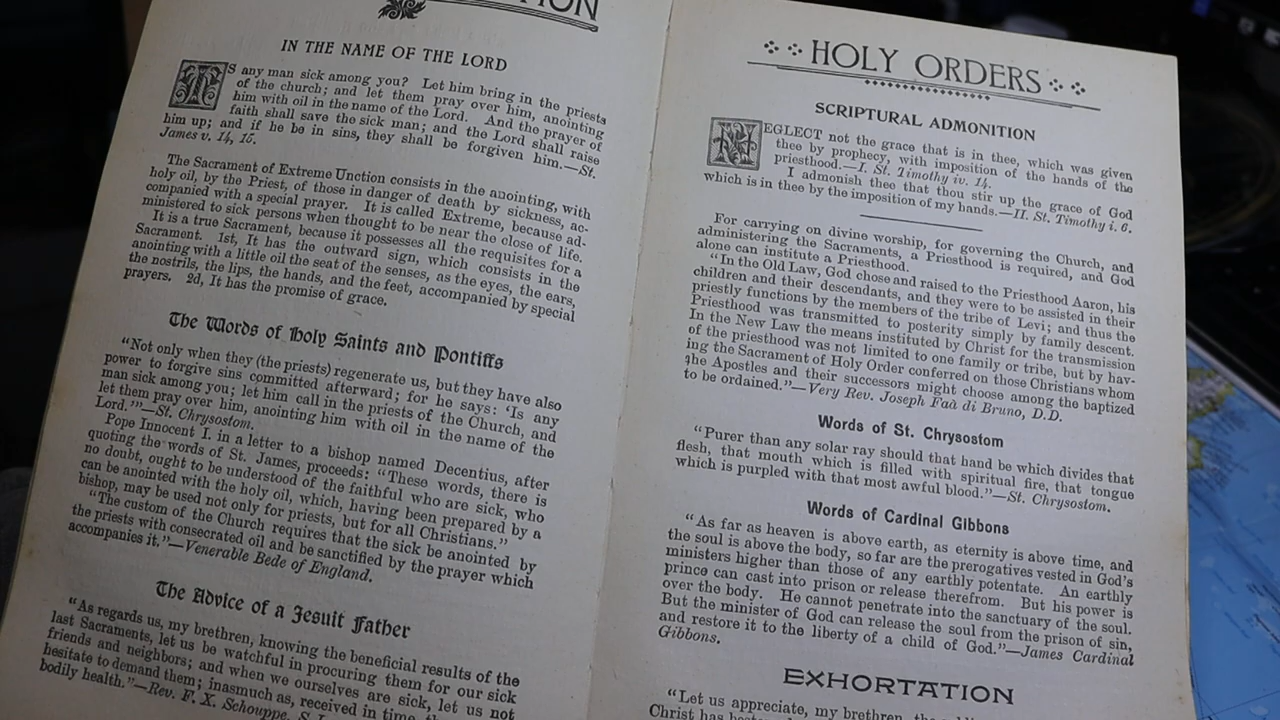 IN THE NAME OF THE LORD
IS any man sick among you? Let him bring in the priests
of the church; and let them pray over him, anointing
him with oil in the name of the Lord. And the prayer of
faith shall save the sick man; and the Lord shall raise
him up; and if he be in sins, they shall be forgiven him.—St.
James v. 14, 15.
The Sacrament of Extreme Unction consists in the anointing, with
holy oil, by the Priest, of those in danger of death by sickness, ac-
companied with a special prayer. It is called Extreme, because ad-
ministered to sick persons when thought to be near the close of life.
It is a true Sacrament, because it possesses all the requisites for a
Sacrament. 1st, It has the outward sign, which consists in the
anointing with a little oil the seat of the senses, as the eyes, the ears,
the nostrils, the lips, the hands, and the feet, accompanied by special
prayers. 2d, It has the promise of grace.
The Words of Holy Saints and Pontiffs
“Not only when they (the priests) regenerate us, but they have also
power to forgive sins committed afterward; for he says: ‘Is any
man sick among you; let him call in the priests of the Church, and
let them pray over him, anointing him with oil in the name of the
Lord.’”—St. Chrysostom.
Pope Innocent I. in a letter to a bishop named Decentius, after
quoting the words of St. James, proceeds: “These words, there is
no doubt, ought to be understood of the faithful who are sick, who
can be anointed with the holy oil, which, having been prepared by a
bishop, may be used not only for priests, but for all Christians.”
“The custom of the Church requires that the sick be anointed by
the priests with consecrated oil and be sanctified by the prayer which
accompanies it.”—Venerable Bede of England.
The Advice of a Jesuit Father
“As regards us, my brethren, knowing the beneficial results of the
last Sacraments, let us be watchful in procuring them for our sick
friends and neighbors; and when we ourselves are sick, let us not
hesitate to demand them; inasmuch as, received in time,
bodily health.”—Rev. F. X. Schouppe, S.
HOLY ORDERS
SCRIPTURAL ADMONITION
NEGLECT not the grace that is in thee, which was given
thee by prophecy, with imposition of the hands of the
priesthood.—I. St. Timothy iv. 14.
I admonish thee that thou stir up the grace of God
which is in thee by the imposition of my hands.—II. St. Timothy i. 6.
For carrying on divine worship, for governing the Church, and
administering the Sacraments, a Priesthood is required, and God
alone can institute a Priesthood.
“In the Old Law, God chose and raised to the Priesthood Aaron, his
children and their descendants, and they were to be assisted in their
priestly functions by the members of the tribe of Levi; and thus the
Priesthood was transmitted to posterity simply by family descent.
In the New Law the means instituted by Christ for the transmission
of the priesthood was not limited to one family or tribe, but by hav-
ing the Sacrament of Holy Order conferred on those Christians whom
the Apostles and their successors might choose among the baptized
to be ordained.”—Very Rev. Joseph Faà di Bruno, D.D.
Words of St. Chrysostom
“Purer than any solar ray should that hand be which divides that
flesh, that mouth which is filled with spiritual fire, that tongue
which is purpled with that most awful blood.”—St. Chrysostom.
Words of Cardinal Gibbons
“As far as heaven is above earth, as eternity is above time, and
the soul is above the body, so far are the prerogatives vested in God’s
ministers higher than those of any earthly potentate. An earthly
prince can cast into prison or release therefrom. But his power is
over the body. He cannot penetrate into the sanctuary of the soul.
But the minister of God can release the soul from the prison of sin,
and restore it to the liberty of a child of God.”—James Cardinal
Gibbons.
EXHORTATION
“Let us appreciate, my brethren,
Christ has